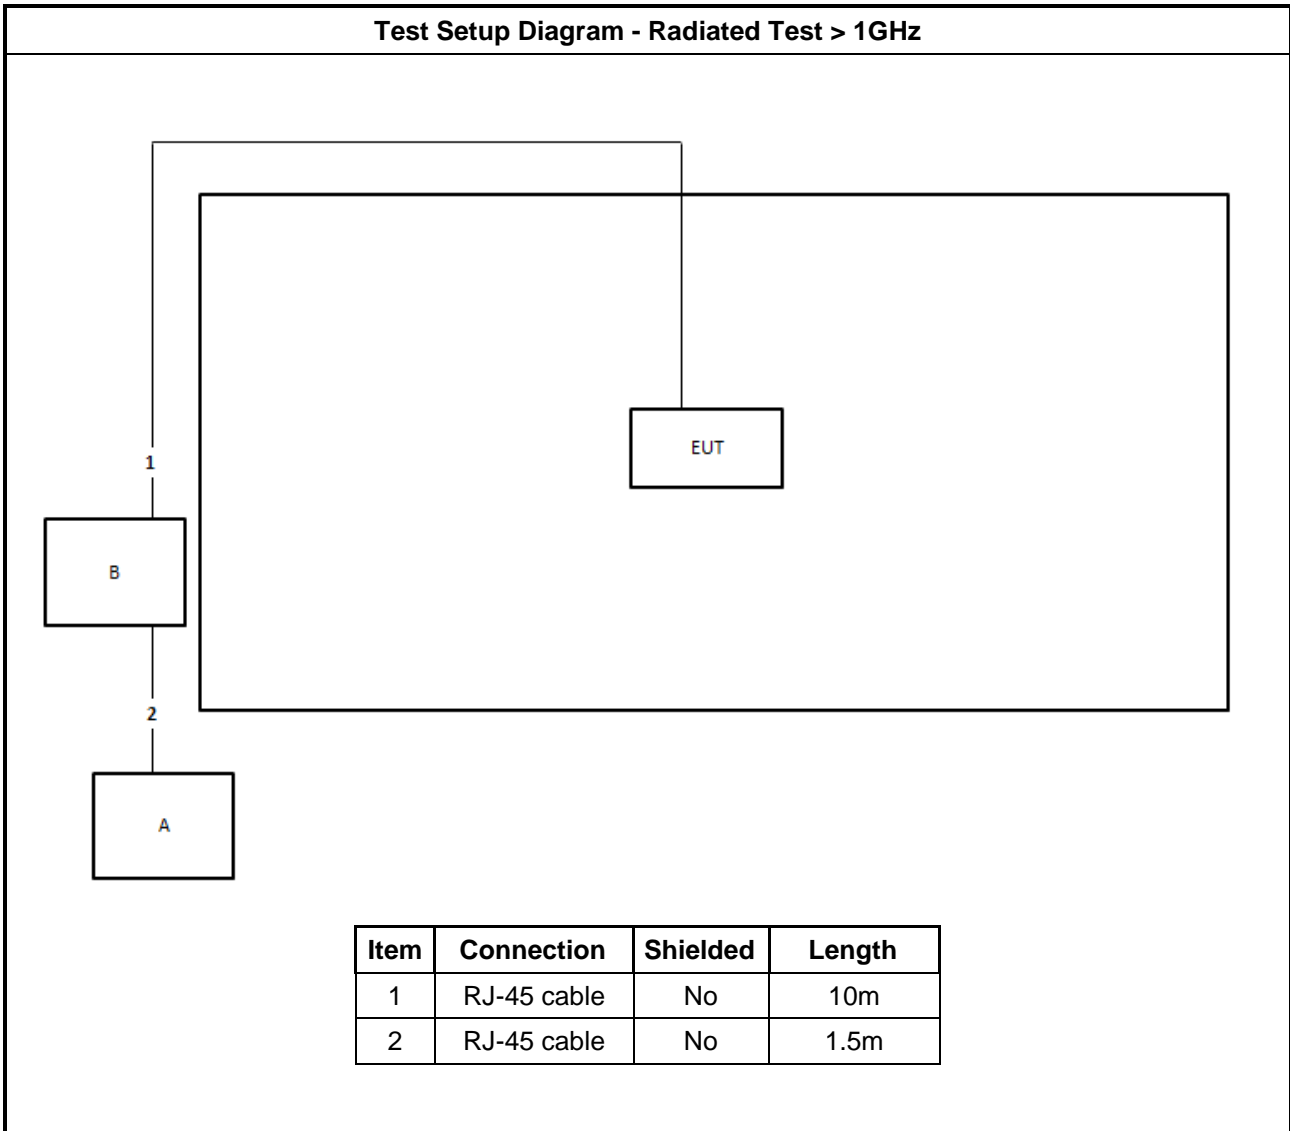 Test Setup Diagram - Radiated Test > 1GHz
EUT
1
B
2
A
Item Connection Shielded Length
1 RJ-45 cable No 10m
2 RJ-45 cable No 1.5m